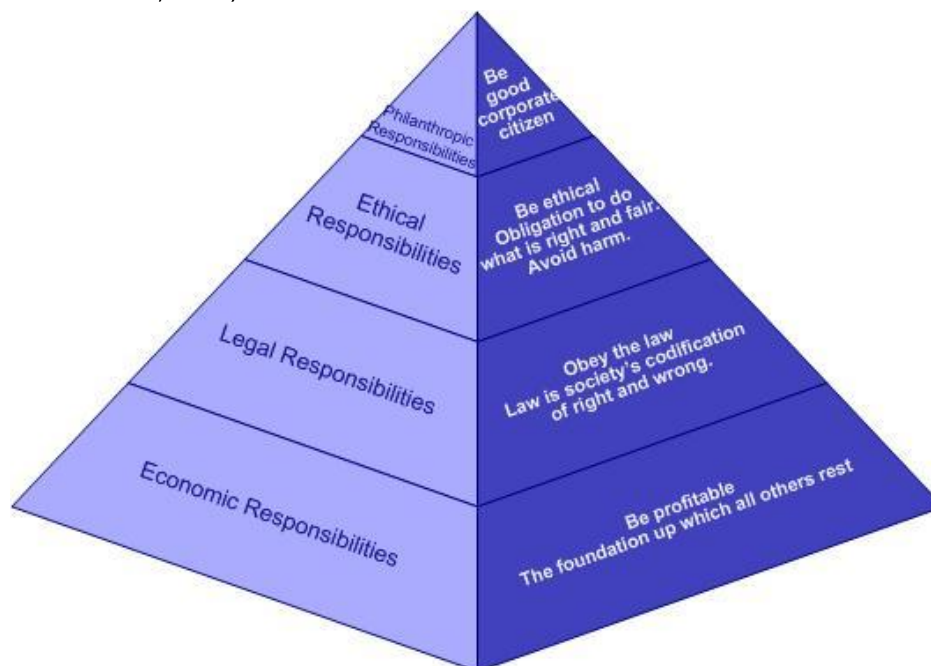 Philanthropic
Responsibilities
Be
good
corporate
citizen
Ethical
Responsibilities
Be ethical
Obligation to do
what is right and fair.
Avoid harm.
Legal Responsibilities
Obey the law
Law is society's codification
of right and wrong.
Economic Responsibilities
Be profitable
The foundation up which all others rest